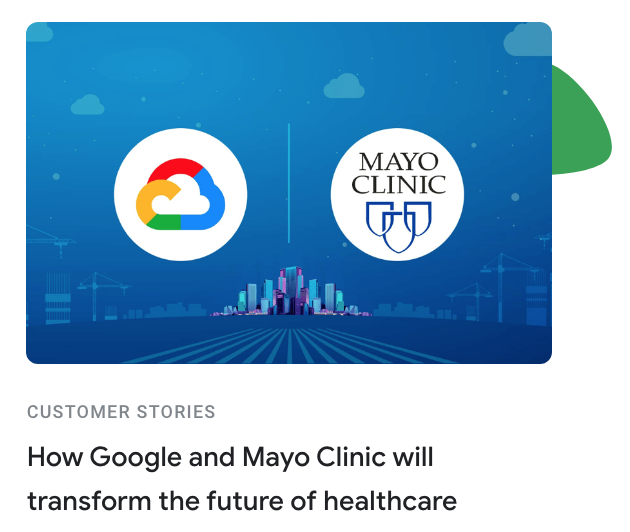 MAYO
CLINIC
CUSTOMER STORIES
How Google and Mayo Clinic will
transform the future of healthcare